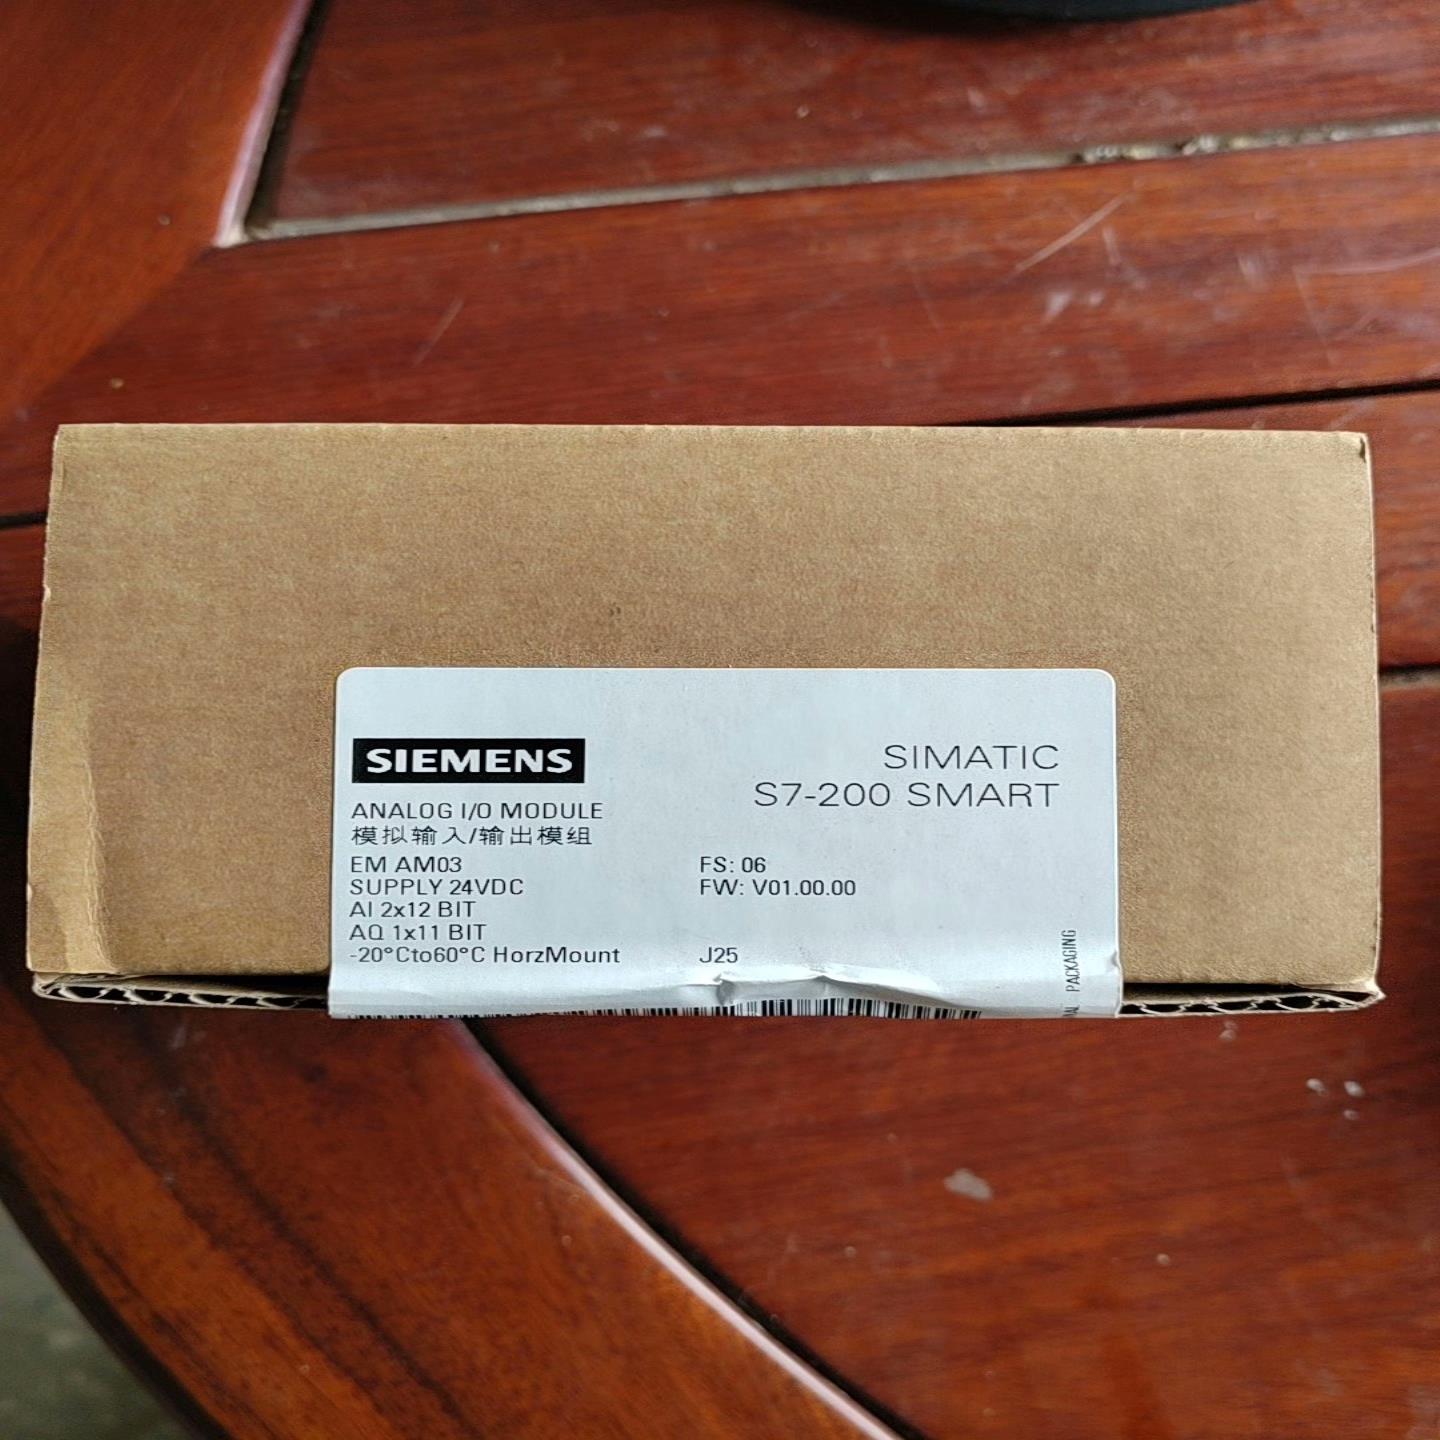 SIEMENS
SIMATIC
S7-200 SMART
ANALOG I/O MODULE
模拟输入/输出模组
EM AM03
FS: 06
SUPPLY 24VDC
FW: V01.00.00
AI 2x12 BIT
AQ 1x11 BIT
-20°Cto60°C HorzMount
J25
PACKAGING